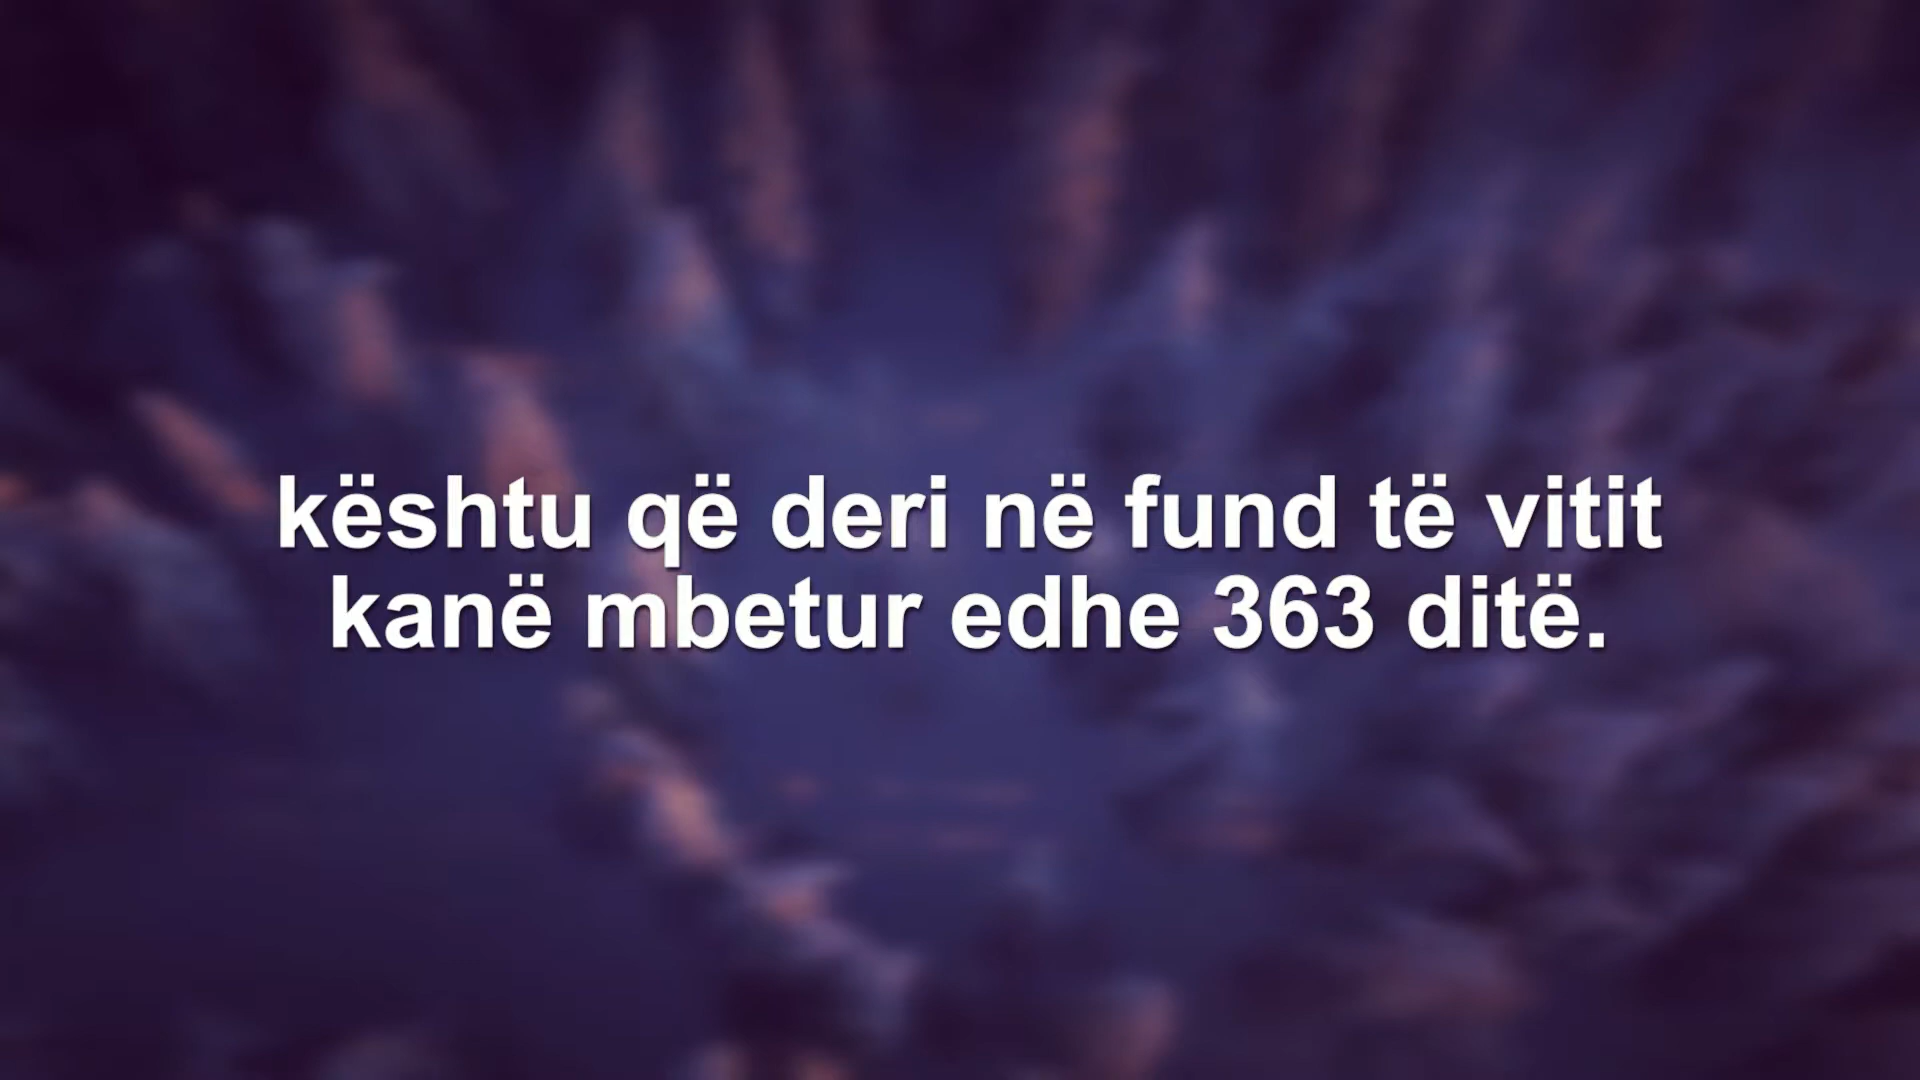 kështu që deri në fund të vitit
kanë mbetur edhe 363 ditë.